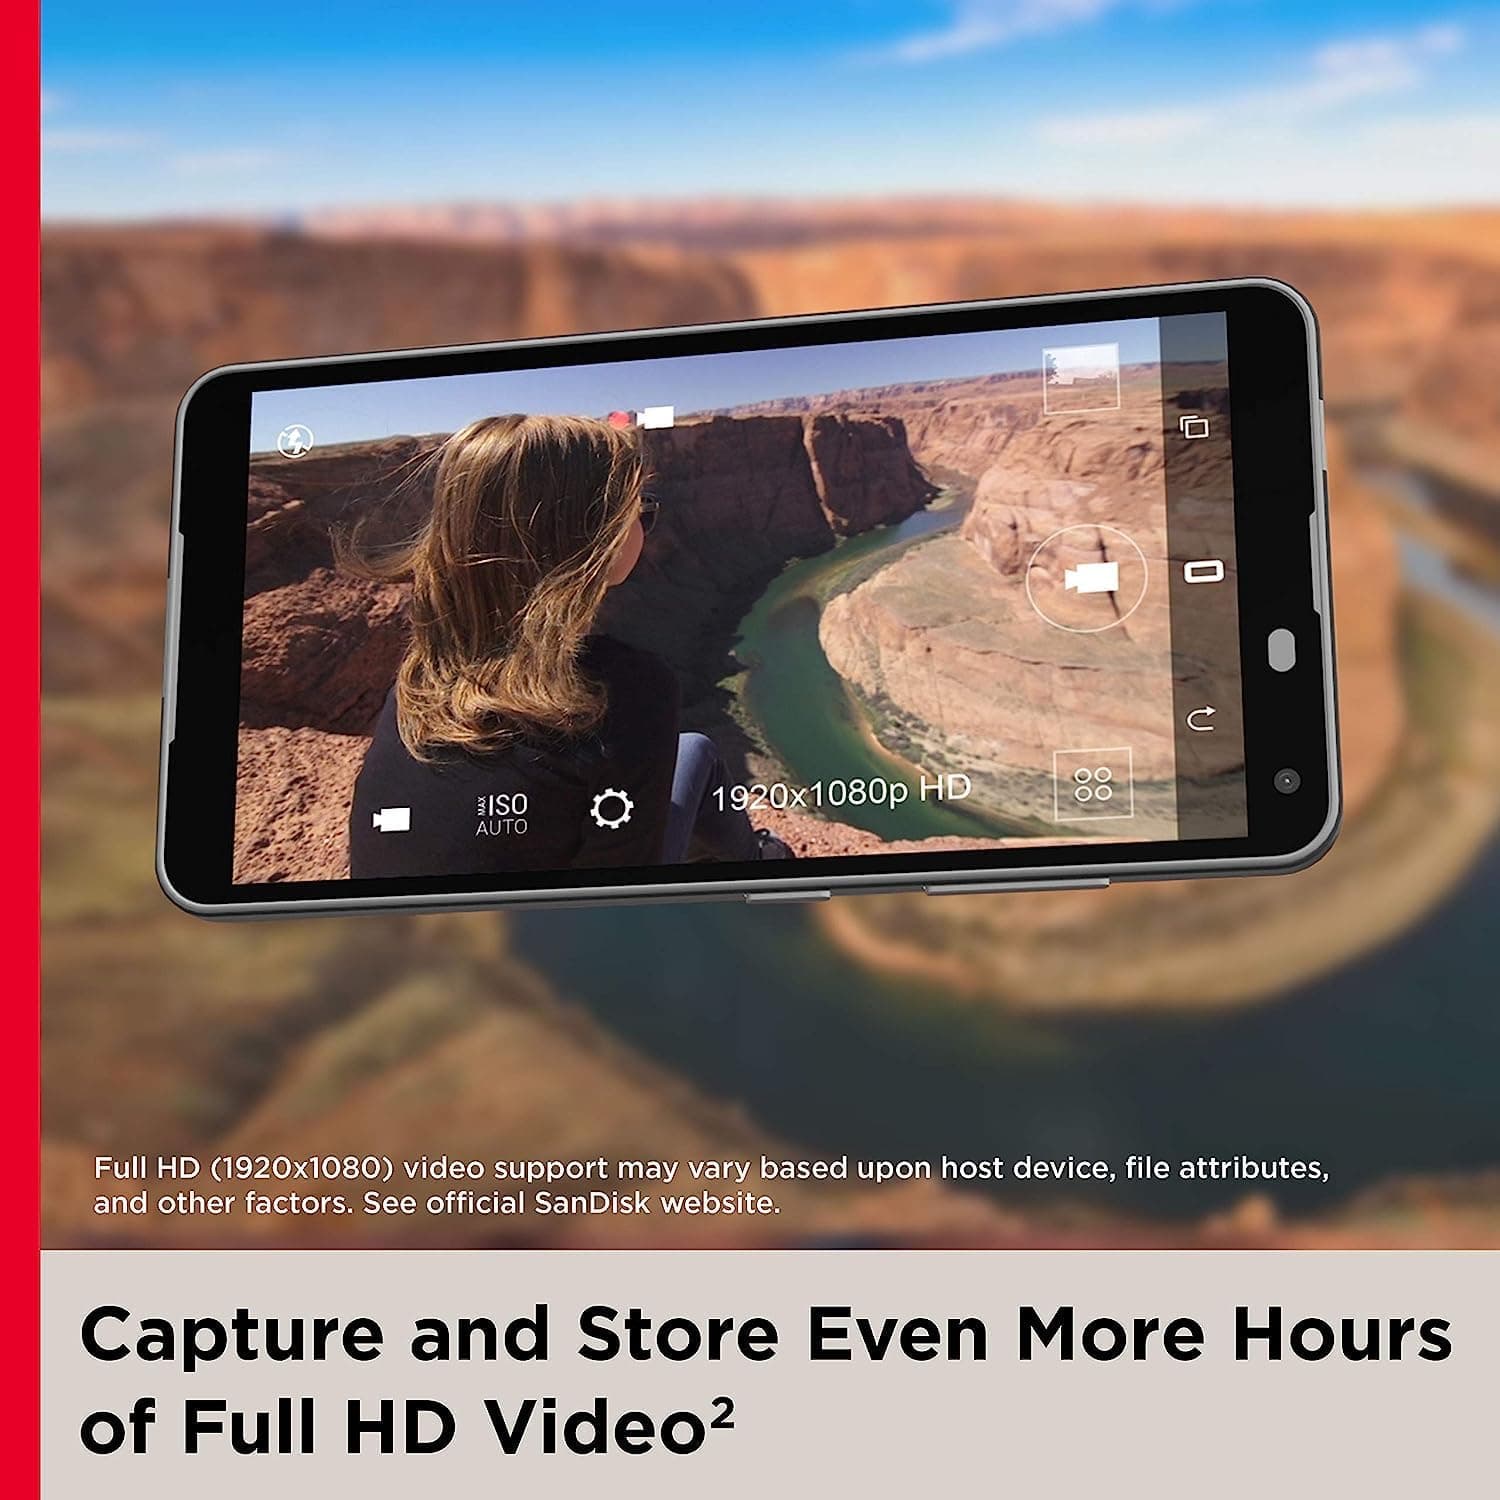 MAX ISO
AUTO
1920x1080p HD
Full HD (1920x1080) video support may vary based upon host device, file attributes,
and other factors. See official SanDisk website.
Capture and Store Even More Hours
of Full HD Video²